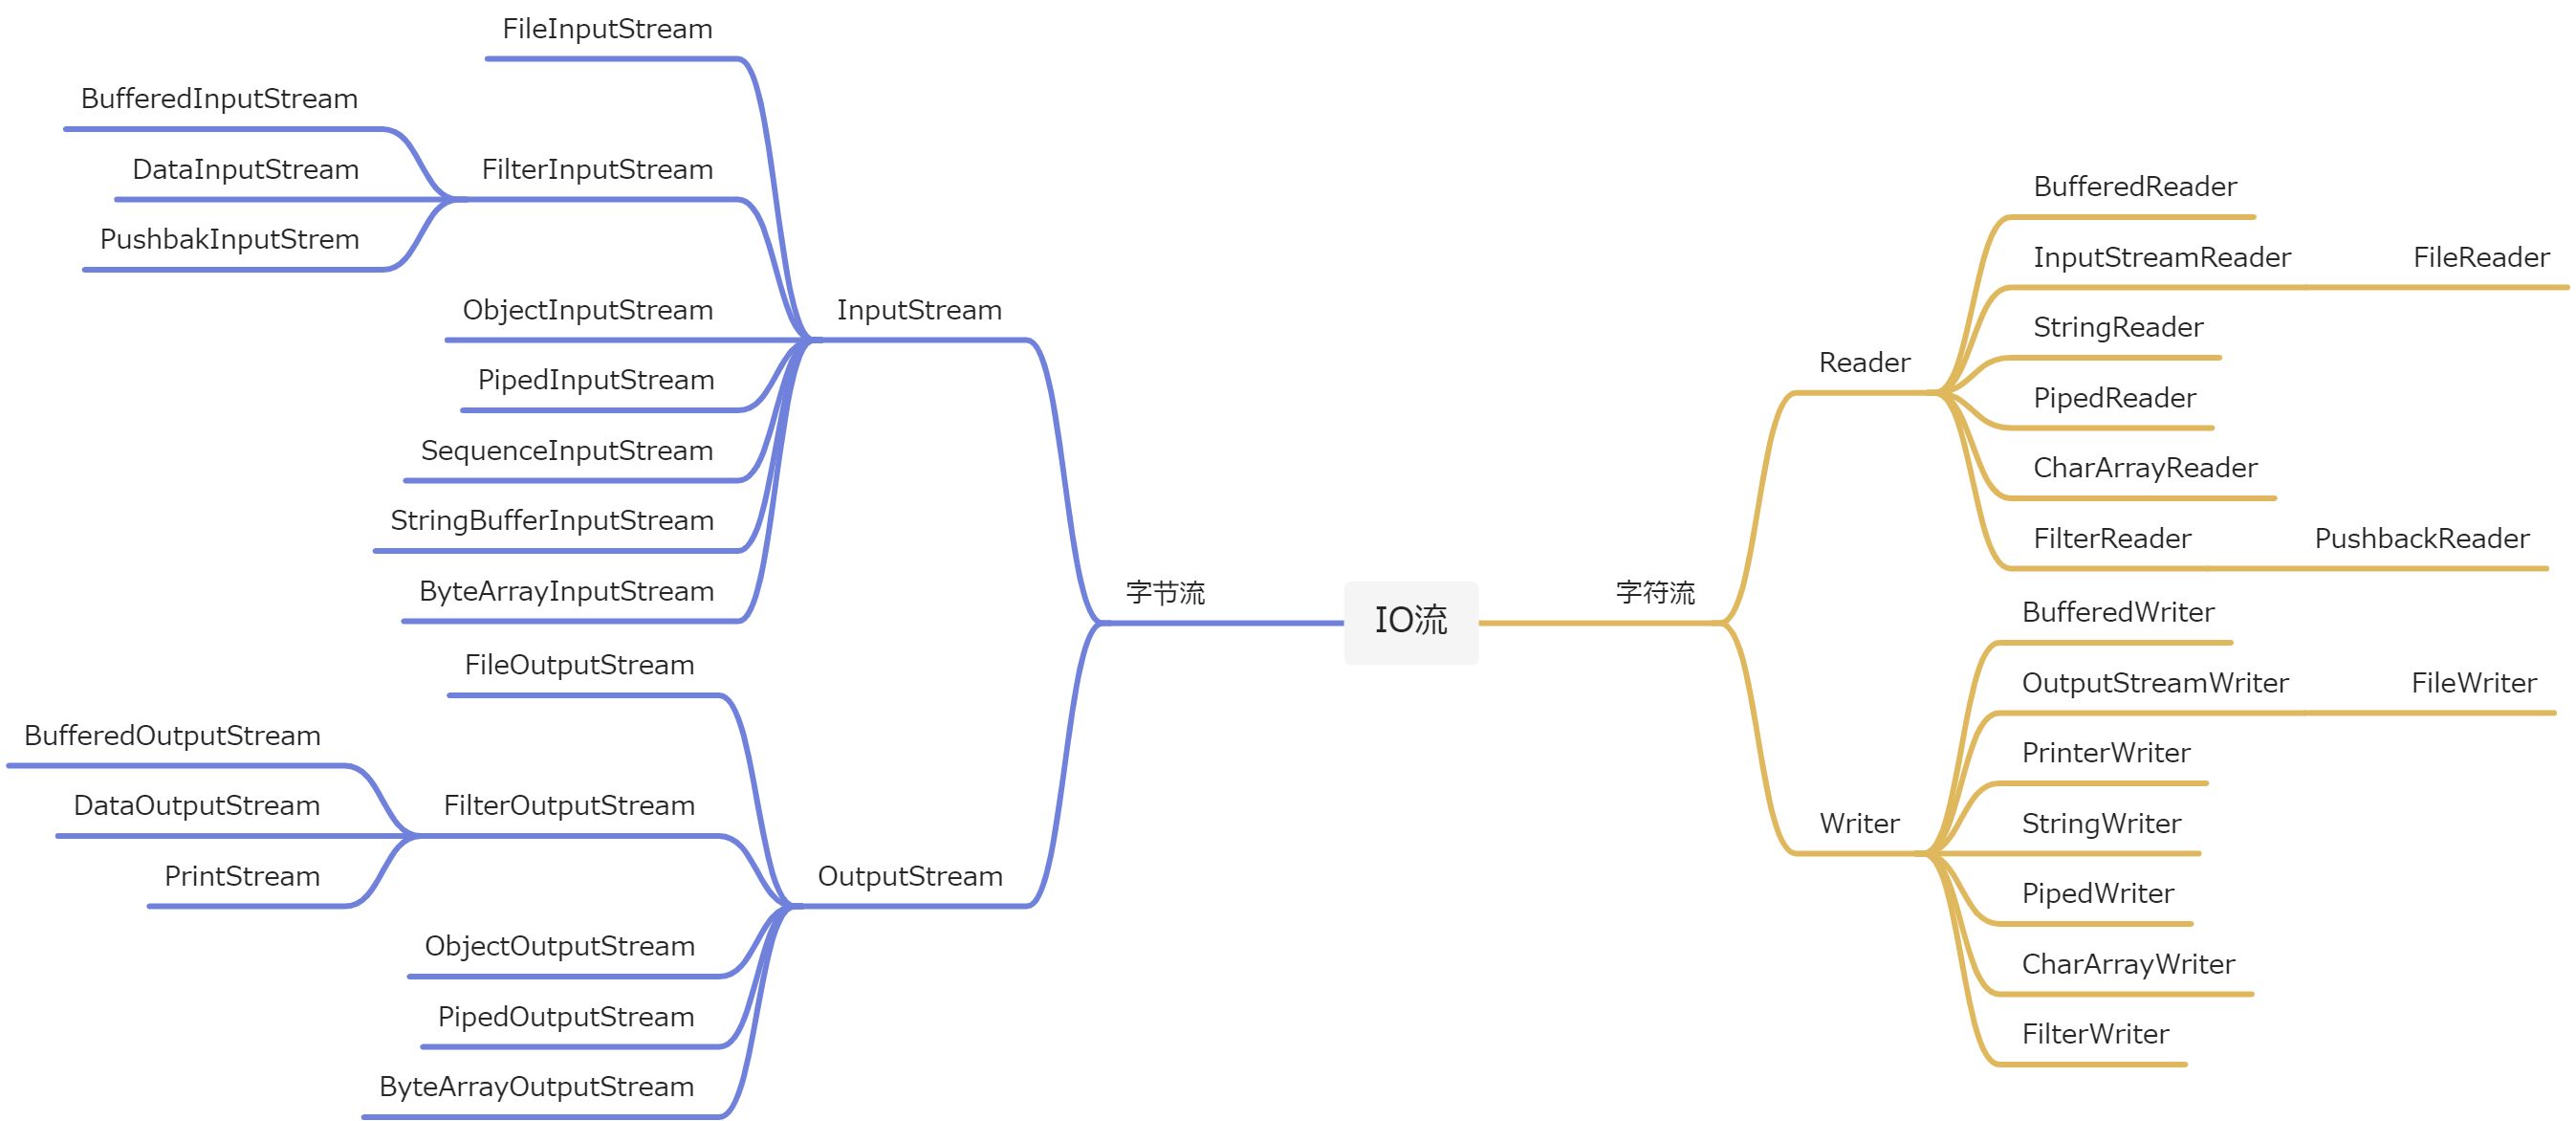 FileInputStream
BufferedInputStream
DataInputStream
FilterInputStream
PushbakInputStrem
ObjectInputStream
InputStream
PipedInputStream
SequenceInputStream
StringBufferInputStream
ByteArrayInputStream
字节流
FileOutputStream
BufferedOutputStream
DataOutputStream
FilterOutputStream
PrintStream
OutputStream
ObjectOutputStream
PipedOutputStream
ByteArrayOutputStream
IO流
字符流
Reader
BufferedReader
InputStreamReader
FileReader
StringReader
PipedReader
CharArrayReader
FilterReader
PushbackReader
Writer
BufferedWriter
OutputStreamWriter
FileWriter
PrinterWriter
StringWriter
PipedWriter
CharArrayWriter
FilterWriter